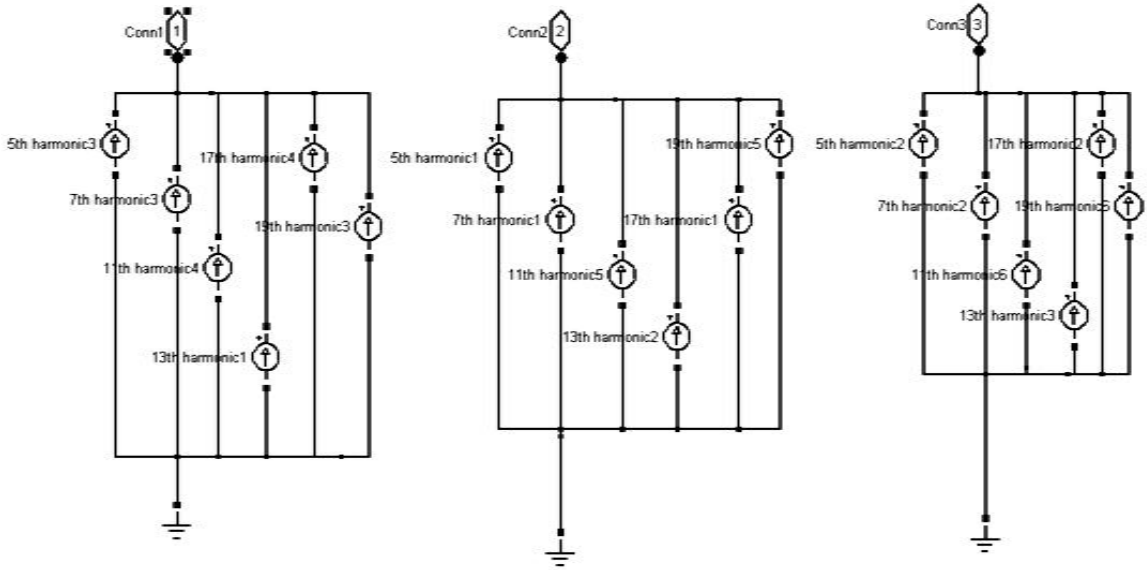 Conn1 1
5th harmonic3
17th harmonic4
7th harmonic3
19th harmonic3
11th harmonic4
13th harmonic1
Conn2 2
19th harmonic5
5th harmonic1
7th harmonic1
17th harmonic1
11th harmonic5
13th harmonic2
Conn3 3
5th harmonic2
17th harmonic2
7th harmonic2
19th harmonic6
11th harmonic6
13th harmonic3